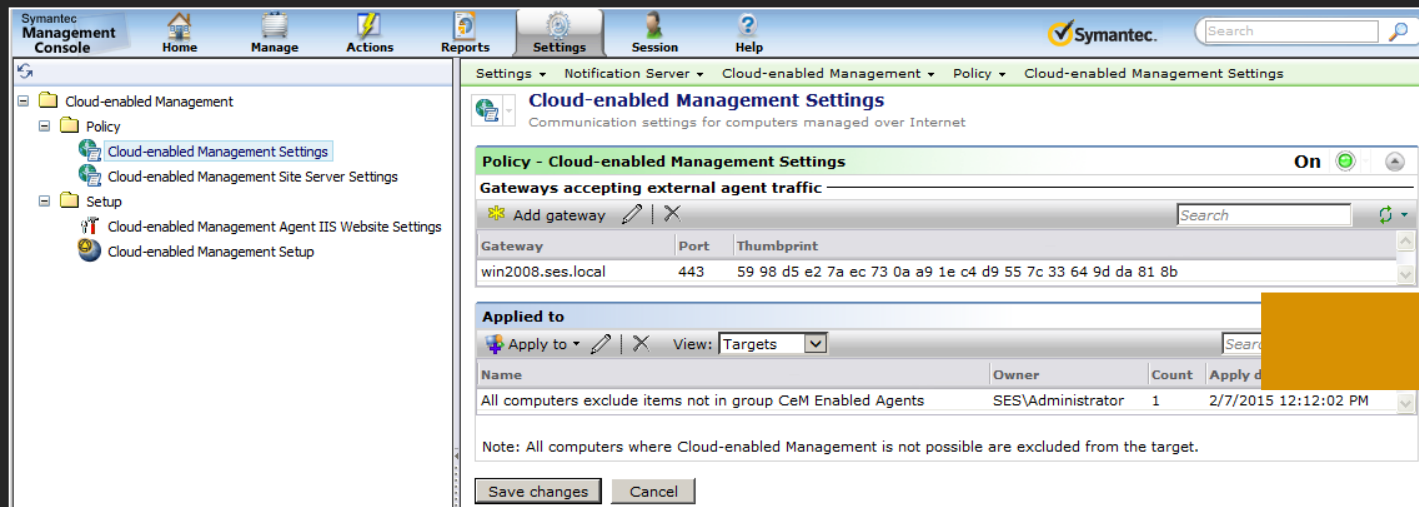 Symantec
Management
Console
Home
Manage
Actions
Reports
Settings
Session
Help
Symantec.
Search
Settings Notification Server Cloud-enabled Management Policy Cloud-enabled Management Settings
Cloud-enabled Management
Policy
Cloud-enabled Management Settings
Cloud-enabled Management Site Server Settings
Setup
Cloud-enabled Management Agent IIS Website Settings
Cloud-enabled Management Setup
Cloud-enabled Management Settings
Communication settings for computers managed over Internet
Policy - Cloud-enabled Management Settings On
Gateways accepting external agent traffic
Add gateway Search
Gateway Port Thumbprint
win2008.ses.local 443 59 98 d5 e2 7a ec 73 0a a9 1e c4 d9 55 7c 33 64 9d da 81 8b
Applied to
Apply to View: Targets
Name Owner Count Apply
All computers exclude items not in group CeM Enabled Agents SES\Administrator 1 2/7/2015 12:12:02 PM
Note: All computers where Cloud-enabled Management is not possible are excluded from the target.
Save changes Cancel